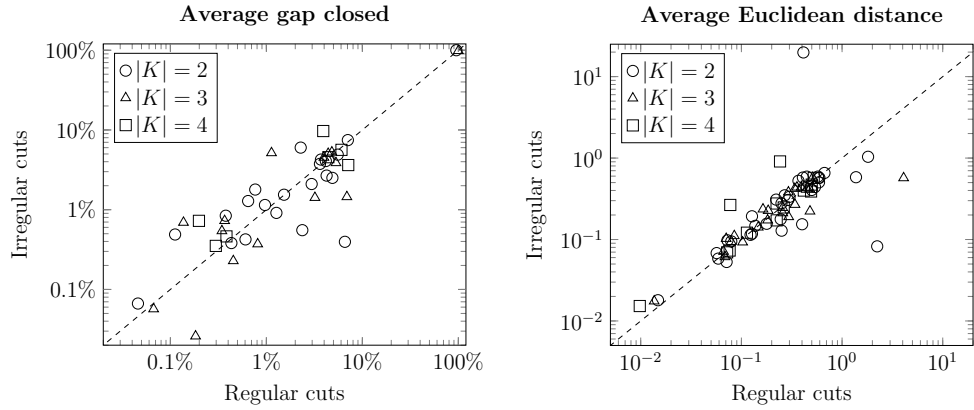 Average gap closed
100%
10%
1%
0.1%
Irregular cuts
|K| = 2
|K| = 3
|K| = 4
0.1%
1%
10%
100%
Regular cuts
Average Euclidean distance
10^1
10^0
10^−1
10^−2
Irregular cuts
|K| = 2
|K| = 3
|K| = 4
10^−2
10^−1
10^0
10^1
Regular cuts